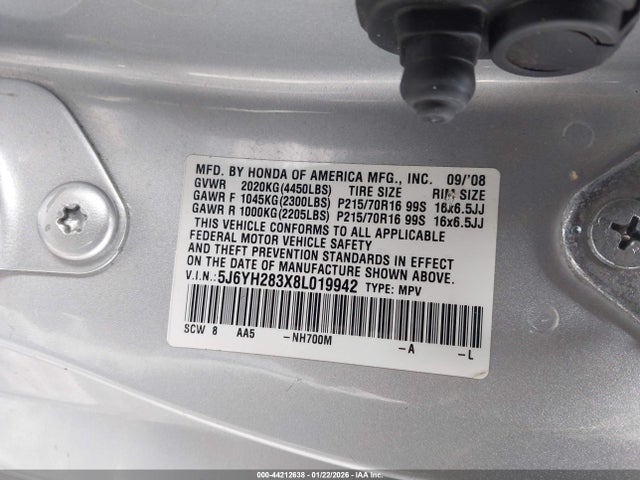 MFD. BY HONDA OF AMERICA MFG., INC. 09/'08
GVWR 2020KG(4450LBS) TIRE SIZE RIM SIZE
GAWR F 1045KG(2300LBS) P215/70R16 99S 16x6.5JJ
GAWR R 1000KG(2205LBS) P215/70R16 99S 16x6.5JJ
THIS VEHICLE CONFORMS TO ALL APPLICABLE
FEDERAL MOTOR VEHICLE SAFETY
AND THEFT PREVENTION STANDARDS IN EFFECT
ON THE DATE OF MANUFACTURE SHOWN ABOVE.
V.I.N.: 5J6YH283X8L019942 TYPE: MPV
SCW 8 AA5 -NH700M -A -L
000-44212638 - 01/22/2026 - IAAI.COM